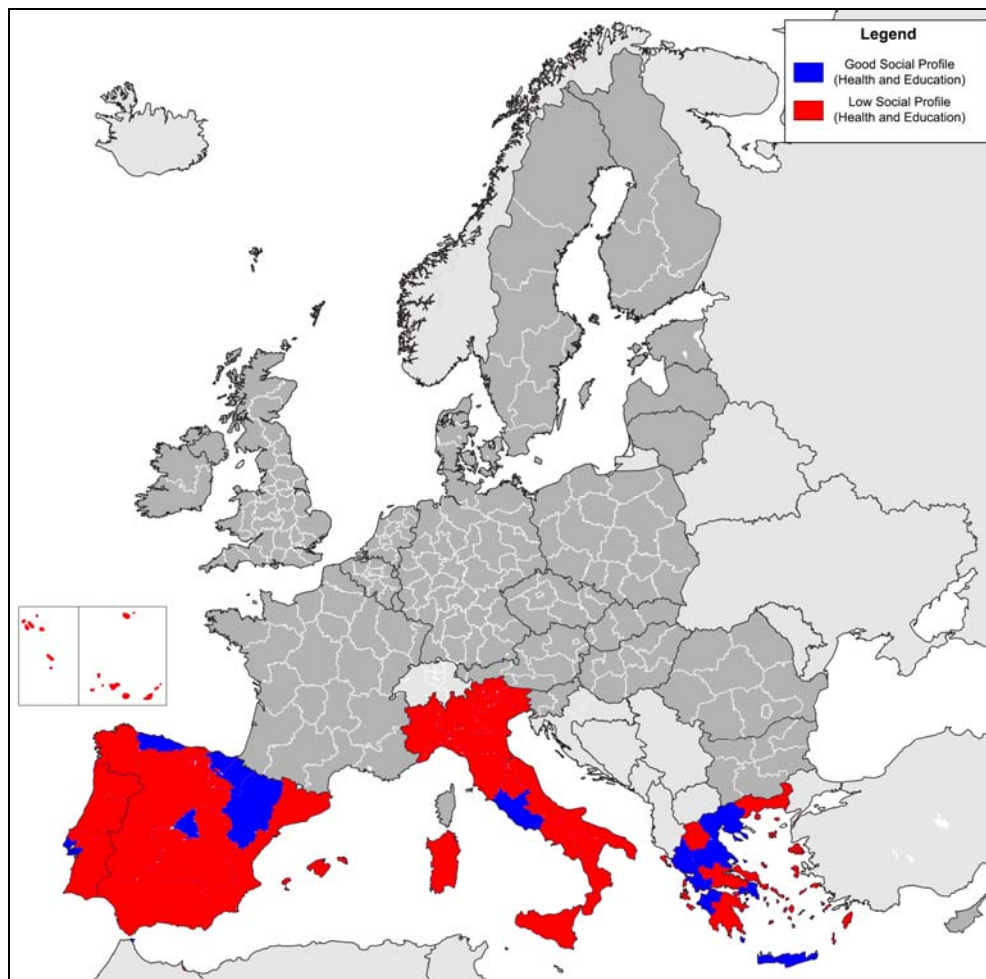 Legend
Good Social Profile
(Health and Education)
Low Social Profile
(Health and Education)